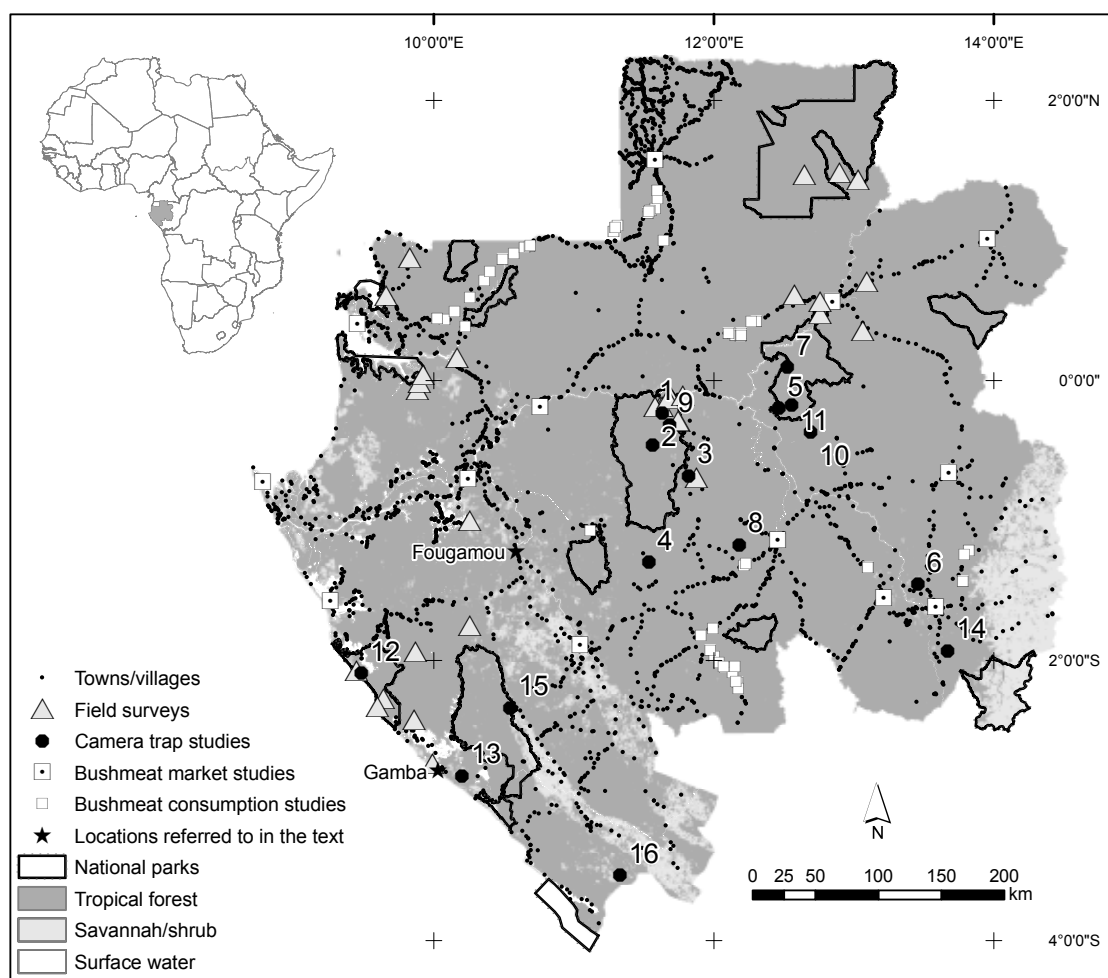 10°0'0"E 12°0'0"E 14°0'0"E
2°0'0"N
7
0°0'0"
1
5
9
11
2
10
3
8
4
Fougamou
6
14
12
15
2°0'0"S
13
Gamba
16
N
0 25 50 100 150 200
km
4°0'0"S
Towns/villages
Field surveys
Camera trap studies
Bushmeat market studies
Bushmeat consumption studies
Locations referred to in the text
National parks
Tropical forest
Savannah/shrub
Surface water